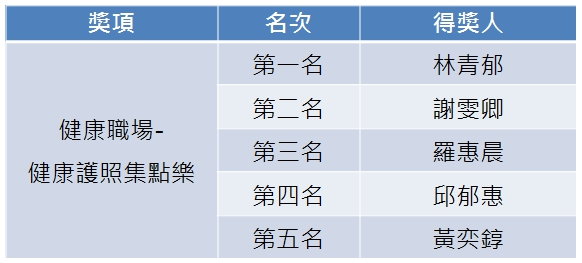 獎項 名次 得獎人
第一名 林青郁
第二名 謝雯卿
健康職場-
第三名 羅惠晨
健康護照集點樂
第四名 邱郁惠
第五名 黃奕錞